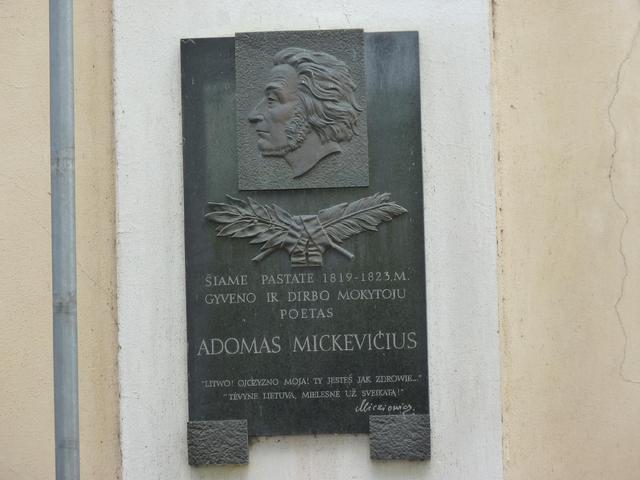 ŠIAME PASTATE 1819-1823 M.
GYVENO IR DIRBO MOKYTOJU
POETAS
ADOMAS MICKEVIČIUS
"LITWO! OJCZYZNO MOJA! TY JESTEŚ JAK ZDROWIE..."
"TĖVYNE LIETUVA, MIELESNĖ UŽ SVEIKATĄ!"